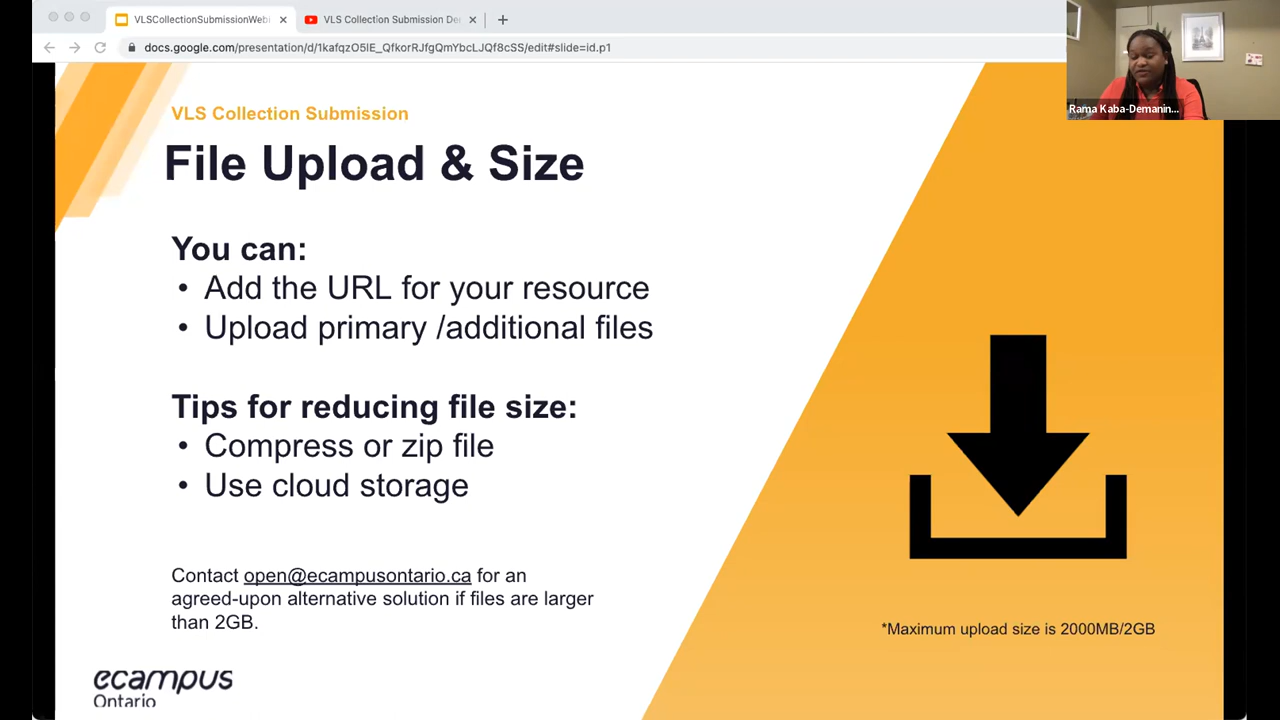 VLSCollectionSubmissionWebi
VLS Collection Submission De
docs.google.com/presentation/d/1kafqzO5lE_QfkorRJfgQmYbcLJQf8cSS/edit#slide=id.p1
Rama Kaba-Demanin...
VLS Collection Submission
File Upload & Size
You can:
• Add the URL for your resource
• Upload primary /additional files
Tips for reducing file size:
• Compress or zip file
• Use cloud storage
Contact open@ecampusontario.ca for an
agreed-upon alternative solution if files are larger
than 2GB.
*Maximum upload size is 2000MB/2GB
ecampus
Ontario